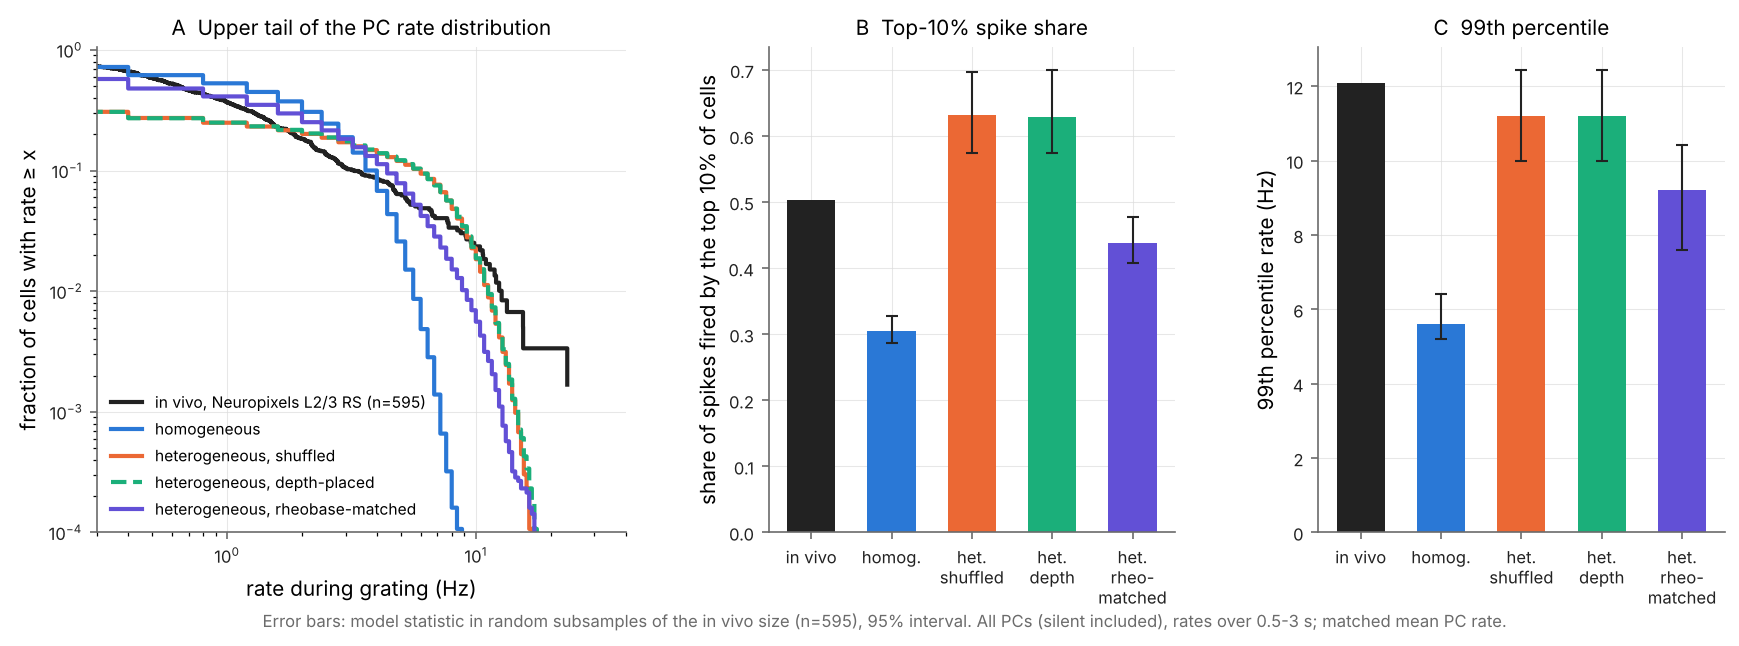 A Upper tail of the PC rate distribution
fraction of cells with rate ≥ x
10⁰
10⁻¹
10⁻²
10⁻³
10⁻⁴
in vivo, Neuropixels L2/3 RS (n=595)
homogeneous
heterogeneous, shuffled
heterogeneous, depth-placed
heterogeneous, rheobase-matched
10⁰
10¹
rate during grating (Hz)
B Top-10% spike share
share of spikes fired by the top 10% of cells
0.7
0.6
0.5
0.4
0.3
0.2
0.1
0.0
in vivo
homog.
het.
shuffled
het.
depth
het.
rheo-
matched
C 99th percentile
99th percentile rate (Hz)
12
10
8
6
4
2
0
in vivo
homog.
het.
shuffled
het.
depth
het.
rheo-
matched
Error bars: model statistic in random subsamples of the in vivo size (n=595), 95% interval. All PCs (silent included), rates over 0.5-3 s; matched mean PC rate.